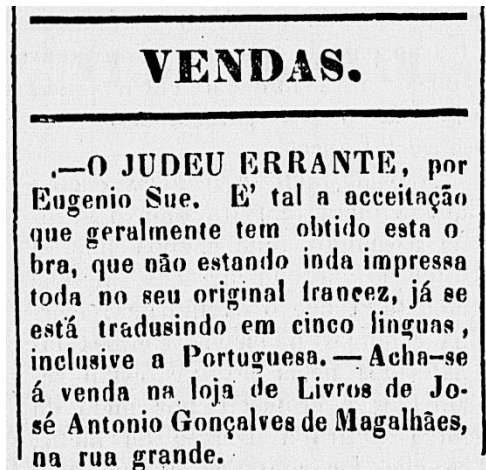 VENDAS.
.—O JUDEU ERRANTE, por
Eugenio Sue. E' tal a acceitação
que geralmente tem obtido esta o
bra, que não estando inda impressa
toda no seu original francez, já se
está tradusindo em cinco linguas,
inclusive a Portuguesa. — Acha-se
á venda na loja de Livros de Jo-
sé Antonio Gonçalves de Magalhães,
na rua grande.